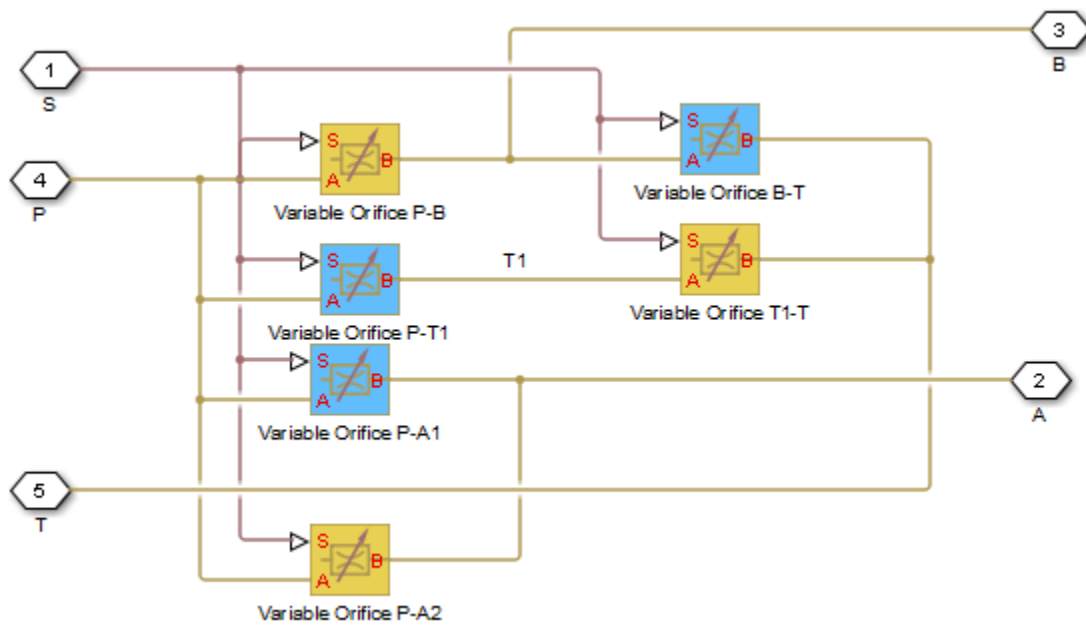 3
B
1
S
S
A
B
Variable Orifice B-T
4
P
S
A
B
Variable Orifice P-B
S
A
B
Variable Orifice T1-T
T1
S
A
B
Variable Orifice P-T1
S
A
B
Variable Orifice P-A1
2
A
5
T
S
A
B
Variable Orifice P-A2